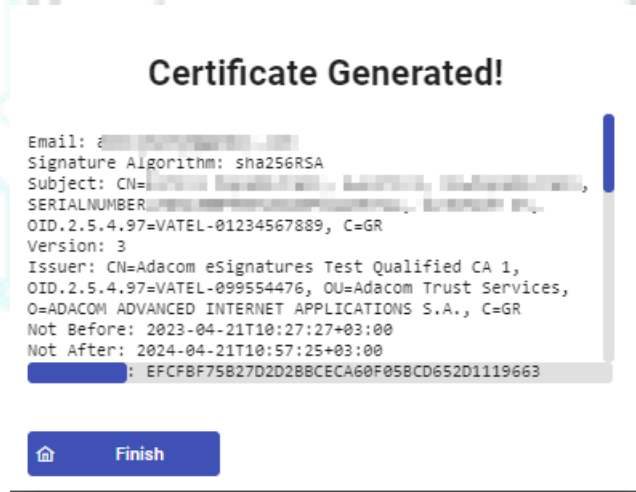 Certificate Generated!
Email:
Signature Algorithm: sha256RSA
Subject: CN=
SERIALNUMBER
OID.2.5.4.97=VATEL-01234567889, C=GR
Version: 3
Issuer: CN=Adacom eSignatures Test Qualified CA 1,
OID.2.5.4.97=VATEL-099554476, OU=Adacom Trust Services,
O=ADACOM ADVANCED INTERNET APPLICATIONS S.A., C=GR
Not Before: 2023-04-21T10:27:27+03:00
Not After: 2024-04-21T10:57:25+03:00
: EFCFBF75B27D2D2BBCECA60F05BCD652D1119663
Finish